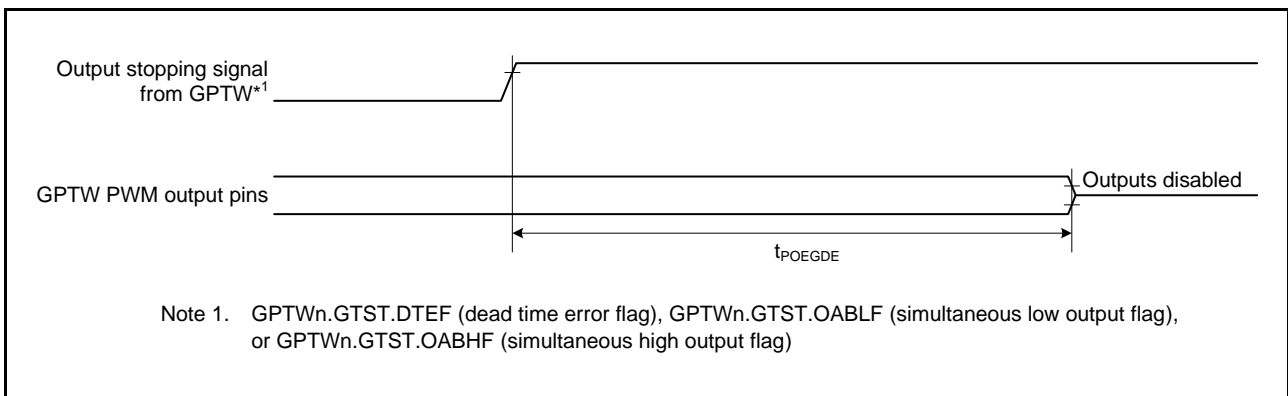 Output stopping signal
from GPTW*1
GPTW PWM output pins
Outputs disabled
tPOEGDE
Note 1. GPTWn.GTST.DTEF (dead time error flag), GPTWn.GTST.OABLF (simultaneous low output flag),
or GPTWn.GTST.OABHF (simultaneous high output flag)